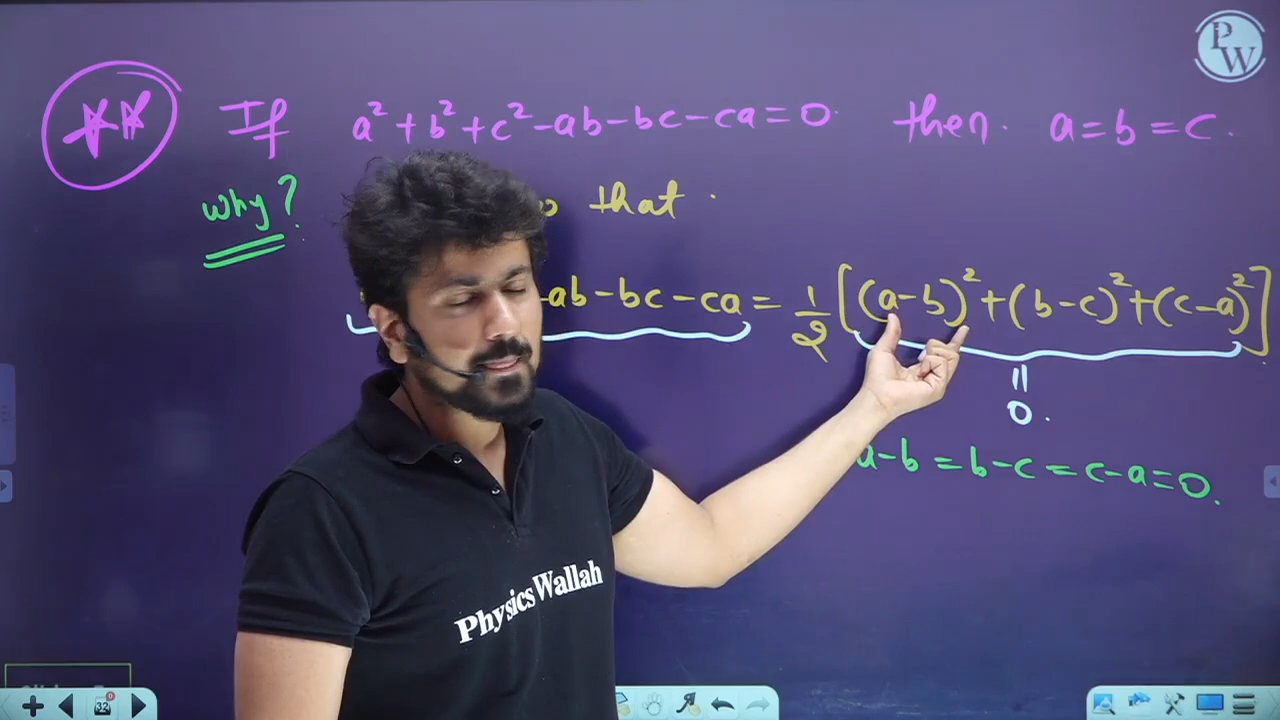 PW
** If a²+b²+c²-ab-bc-ca=0. then. a=b=c.
why? that.
-ab-bc-ca = 1/2[(a-b)²+(b-c)²+(c-a)²]
=
0.
a-b=b-c=c-a=0.
Physics Wallah
32